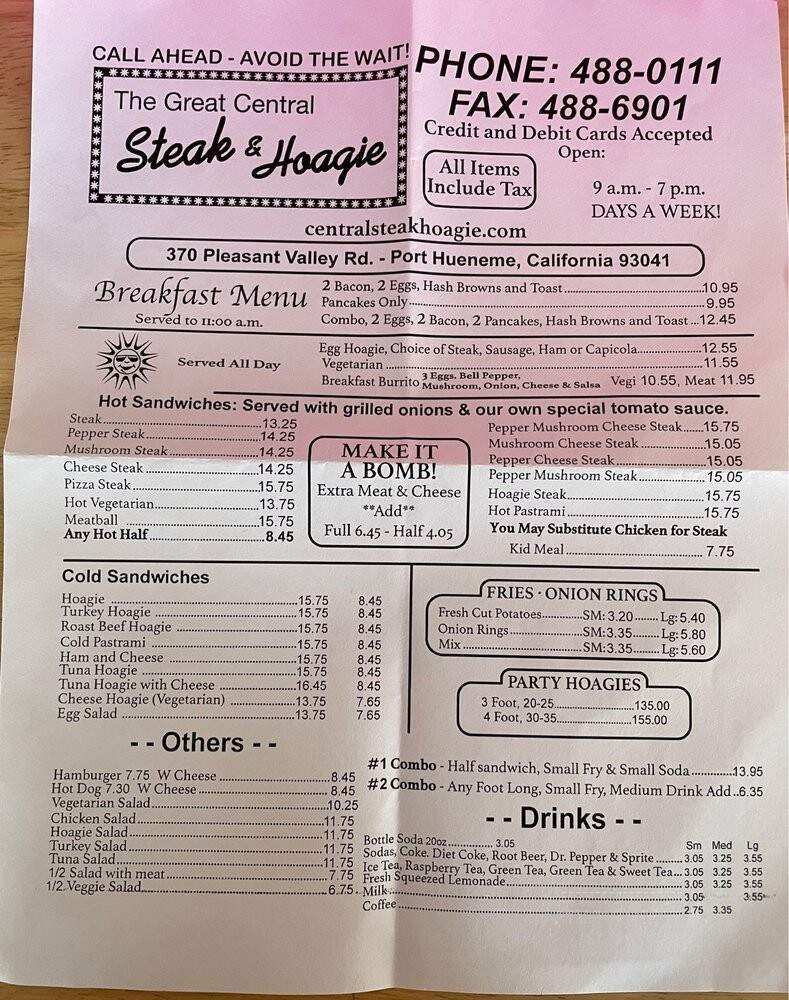 CALL AHEAD - AVOID THE WAIT!
The Great Central
Steak & Hoagie
PHONE: 488-0111
FAX: 488-6901
Credit and Debit Cards Accepted
Open:
All Items
Include Tax
9 a.m. - 7 p.m.
DAYS A WEEK!
centralsteakhoagie.com
370 Pleasant Valley Rd. - Port Hueneme, California 93041
Breakfast Menu
Served to 11:00 a.m.
2 Bacon, 2 Eggs, Hash Browns and Toast 10.95
Pancakes Only 9.95
Combo, 2 Eggs, 2 Bacon, 2 Pancakes, Hash Browns and Toast ...12.45
Served All Day
Egg Hoagie, Choice of Steak, Sausage, Ham or Capicola 12.55
Vegetarian 11.55
Breakfast Burrito 3 Eggs. Bell Pepper, Mushroom, Onion, Cheese & Salsa Vegi 10.55, Meat 11.95
Hot Sandwiches: Served with grilled onions & our own special tomato sauce.
Steak 13.25
Pepper Steak 14.25
Mushroom Steak 14.25
Cheese Steak 14.25
Pizza Steak 15.75
Hot Vegetarian 13.75
Meatball 15.75
Any Hot Half 8.45
MAKE IT
A BOMB!
Extra Meat & Cheese
**Add**
Full 6.45 - Half 4.05
Pepper Mushroom Cheese Steak 15.75
Mushroom Cheese Steak 15.05
Pepper Cheese Steak 15.05
Pepper Mushroom Steak 15.05
Hoagie Steak 15.75
Hot Pastrami 15.75
You May Substitute Chicken for Steak
Kid Meal 7.75
Cold Sandwiches
Hoagie 15.75 8.45
Turkey Hoagie 15.75 8.45
Roast Beef Hoagie 15.75 8.45
Cold Pastrami 15.75 8.45
Ham and Cheese 15.75 8.45
Tuna Hoagie 15.75 8.45
Tuna Hoagie with Cheese 16.45 8.45
Cheese Hoagie (Vegetarian) 13.75 7.65
Egg Salad 13.75 7.65
FRIES · ONION RINGS
Fresh Cut Potatoes SM: 3.20 Lg: 5.40
Onion Rings SM: 3.35 Lg: 5.80
Mix SM: 3.35 Lg: 5.60
PARTY HOAGIES
3 Foot, 20-25 135.00
4 Foot, 30-35 155.00
- - Others - -
Hamburger 7.75 W Cheese 8.45
Hot Dog 7.30 W Cheese 8.45
Vegetarian Salad 10.25
Chicken Salad 11.75
Hoagie Salad 11.75
Turkey Salad 11.75
Tuna Salad 11.75
1/2 Salad with meat 7.75
1/2 Veggie Salad 6.75
#1 Combo - Half sandwich, Small Fry & Small Soda 13.95
#2 Combo - Any Foot Long, Small Fry, Medium Drink Add..6.35
- - Drinks - -
Sm Med Lg
Bottle Soda 20oz 3.05
Sodas, Coke. Diet Coke, Root Beer, Dr. Pepper & Sprite 3.05 3.25 3.55
Ice Tea, Raspberry Tea, Green Tea, Green Tea & Sweet Tea... 3.05 3.25 3.55
Fresh Squeezed Lemonade 3.05 3.25 3.55
Milk 3.05 3.55
Coffee 2.75 3.35